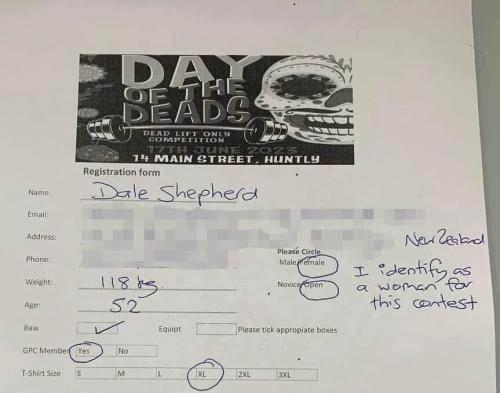 DAY
OF THE
DEADS
DEAD LIFT ONLY
COMPETITION
17TH JUNE 2023
74 MAIN STREET, HUNTLY
Registration form
Name: Dale Shepherd
Email:
Address:
Phone:
Please Circle
Male/Female
New Zealand
Weight: 118 kg
Novice/Open
I identify as
a woman for
this contest
Age: 52
Raw ✓ Equipt Please tick appropiate boxes
GPC Member Yes No
T-Shirt Size S M L XL 2XL 3XL